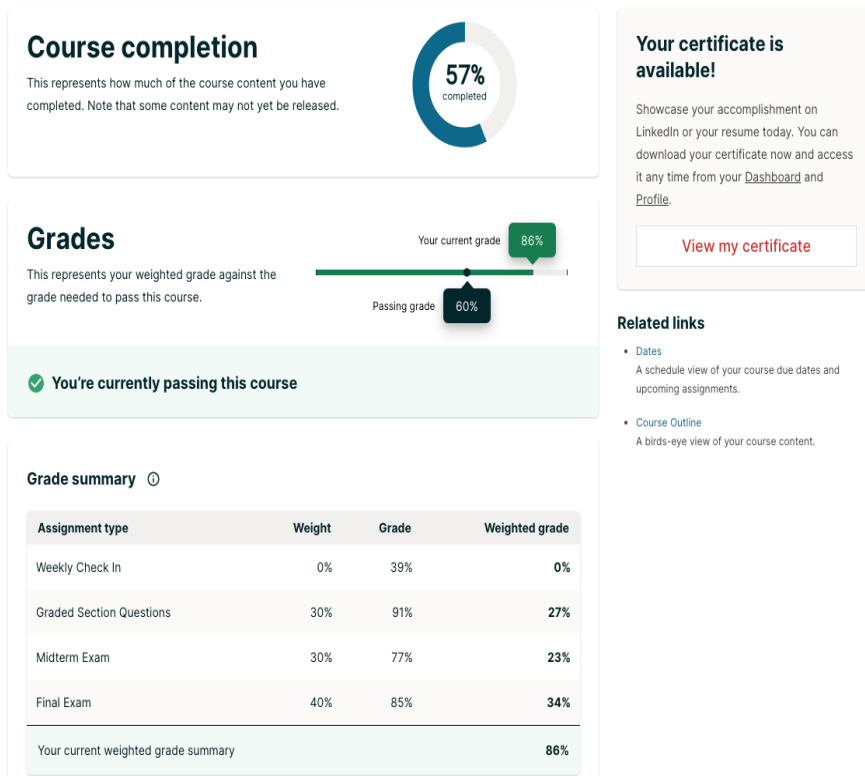 Course completion
This represents how much of the course content you have
completed. Note that some content may not yet be released.
57%
completed
Grades
This represents your weighted grade against the
grade needed to pass this course.
Your current grade 86%
Passing grade 60%
You're currently passing this course
Grade summary
Assignment type Weight Grade Weighted grade
Weekly Check In 0% 39% 0%
Graded Section Questions 30% 91% 27%
Midterm Exam 30% 77% 23%
Final Exam 40% 85% 34%
Your current weighted grade summary 86%
Your certificate is
available!
Showcase your accomplishment on
LinkedIn or your resume today. You can
download your certificate now and access
it any time from your Dashboard and
Profile.
View my certificate
Related links
• Dates
A schedule view of your course due dates and
upcoming assignments.
• Course Outline
A birds-eye view of your course content.